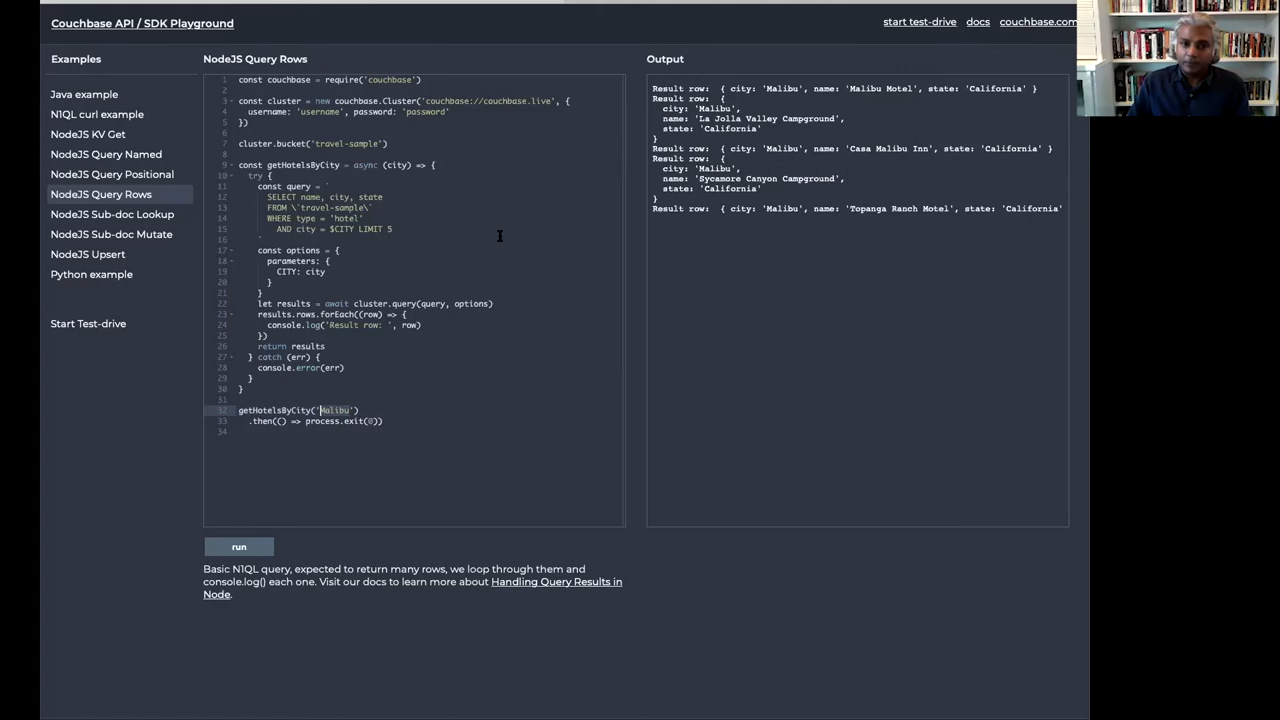 Couchbase API / SDK Playground
start test-drive
docs
couchbase.com
Examples
Java example
N1QL curl example
NodeJS KV Get
NodeJS Query Named
NodeJS Query Positional
NodeJS Query Rows
NodeJS Sub-doc Lookup
NodeJS Sub-doc Mutate
NodeJS Upsert
Python example
Start Test-drive
NodeJS Query Rows
1 const couchbase = require('couchbase')
2
3 const cluster = new couchbase.Cluster('couchbase://couchbase.live', {
4 username: 'username', password: 'password'
5 })
6
7 cluster.bucket('travel-sample')
8
9 const getHotelsByCity = async (city) => {
10 try {
11 const query = `
12 SELECT name, city, state
13 FROM \`travel-sample\`
14 WHERE type = 'hotel'
15 AND city = $CITY LIMIT 5
16 `
17 const options = {
18 parameters: {
19 CITY: city
20 }
21 }
22 let results = await cluster.query(query, options)
23 results.rows.forEach((row) => {
24 console.log('Result row: ', row)
25 })
26 return results
27 } catch (err) {
28 console.error(err)
29 }
30 }
31
32 getHotelsByCity('Malibu')
33 .then(() => process.exit(0))
34
run
Basic N1QL query, expected to return many rows, we loop through them and
console.log() each one. Visit our docs to learn more about Handling Query Results in
Node.
Output
Result row: { city: 'Malibu', name: 'Malibu Motel', state: 'California' }
Result row: {
city: 'Malibu',
name: 'La Jolla Valley Campground',
state: 'California'
}
Result row: { city: 'Malibu', name: 'Casa Malibu Inn', state: 'California' }
Result row: {
city: 'Malibu',
name: 'Sycamore Canyon Campground',
state: 'California'
}
Result row: { city: 'Malibu', name: 'Topanga Ranch Motel', state: 'California'